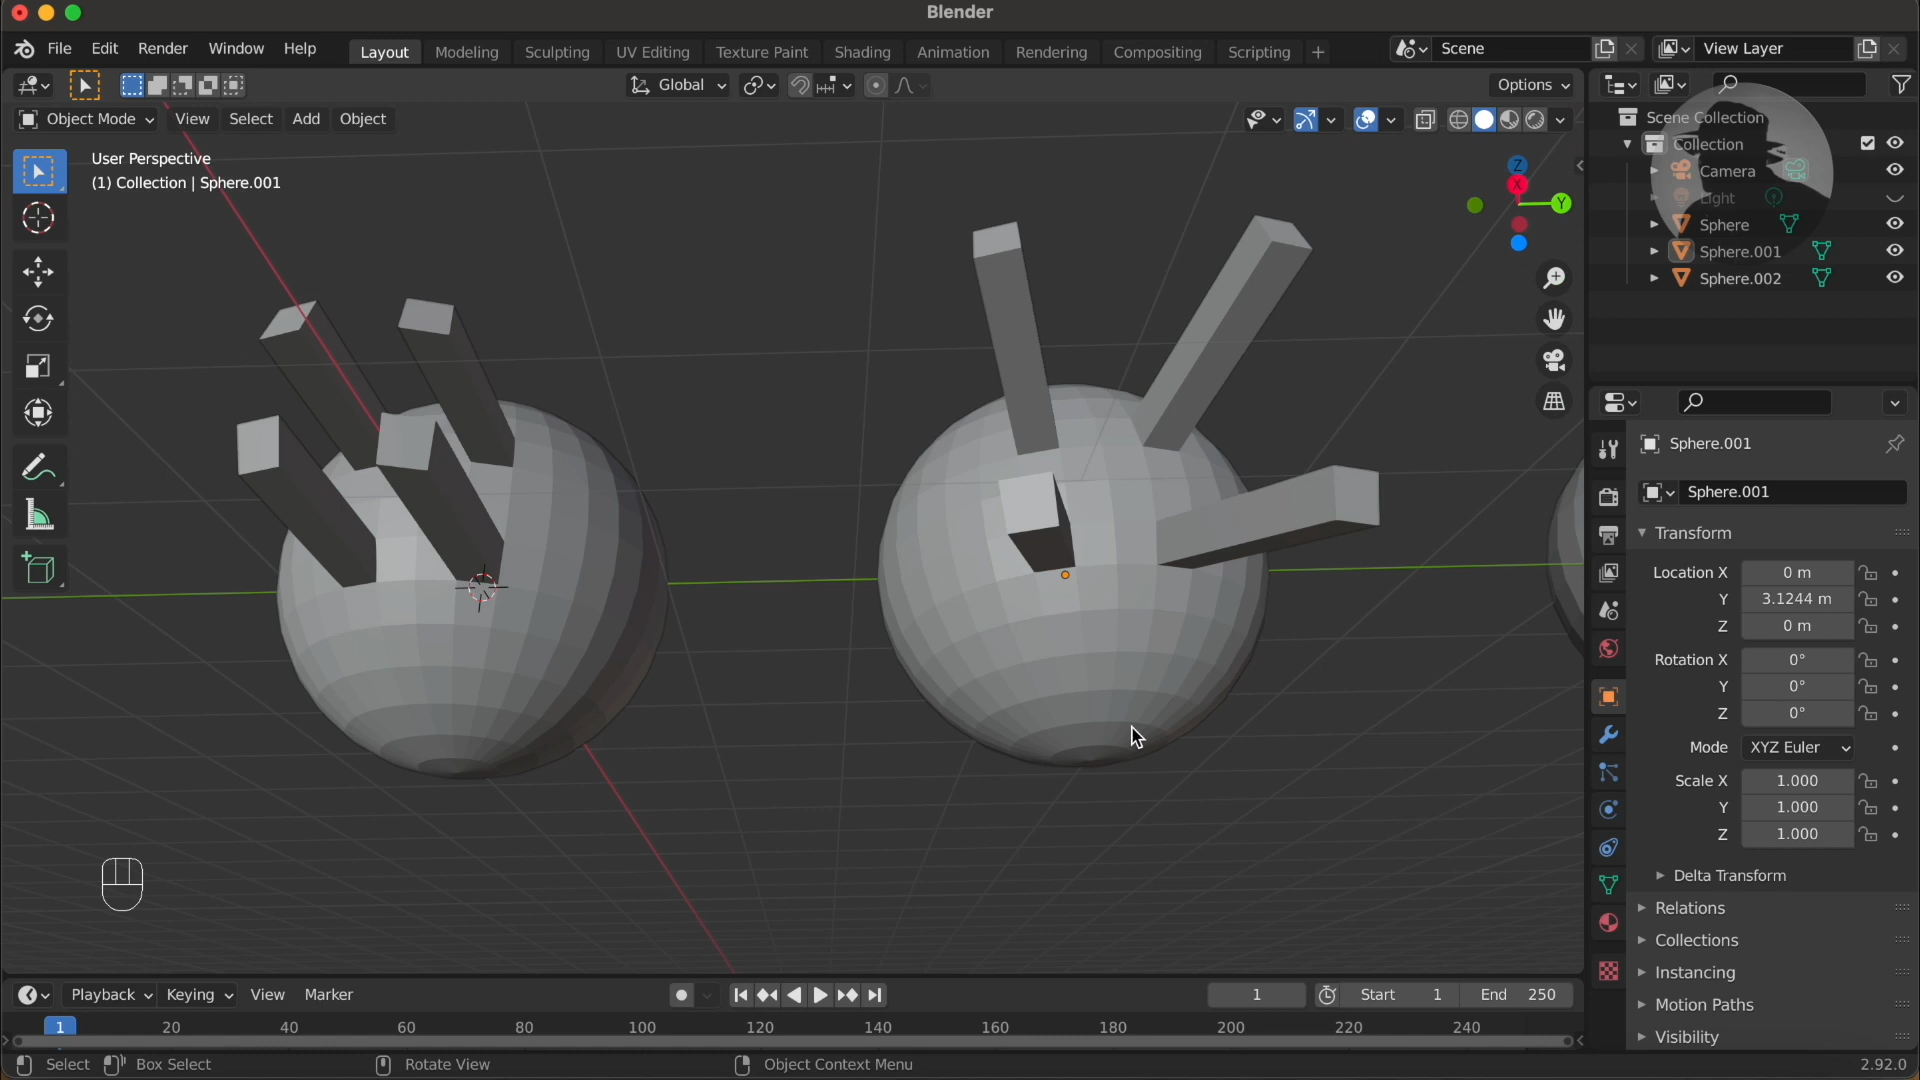 Blender
File Edit Render Window Help Layout Modeling Sculpting UV Editing Texture Paint Shading Animation Rendering Compositing Scripting + Scene View Layer
Global Options
Object Mode View Select Add Object
User Perspective
(1) Collection | Sphere.001
Z
X
Y
Scene Collection
Collection
Camera
Light
Sphere
Sphere.001
Sphere.002
Sphere.001
Sphere.001
Transform
Location X 0 m
Y 3.1244 m
Z 0 m
Rotation X 0°
Y 0°
Z 0°
Mode XYZ Euler
Scale X 1.000
Y 1.000
Z 1.000
Delta Transform
Relations
Collections
Instancing
Motion Paths
Visibility
Playback Keying View Marker 1 Start 1 End 250
1 20 40 60 80 100 120 140 160 180 200 220 240
Select Box Select Rotate View Object Context Menu 2.92.0